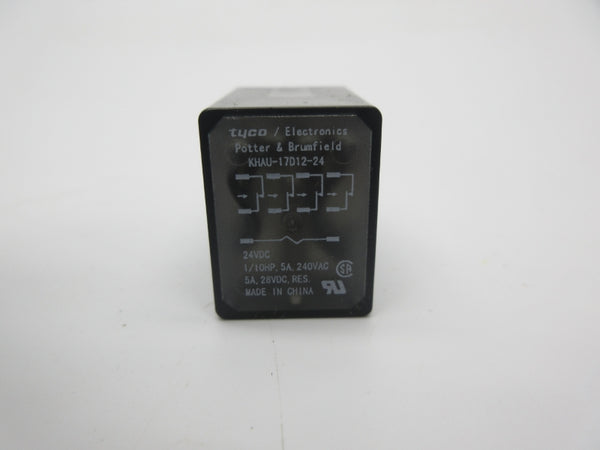 tyco / Electronics
Potter & Brumfield
KHAU-17D12-24
24VDC
1/10HP, 5A, 240VAC
5A, 28VDC, RES.
MADE IN CHINA